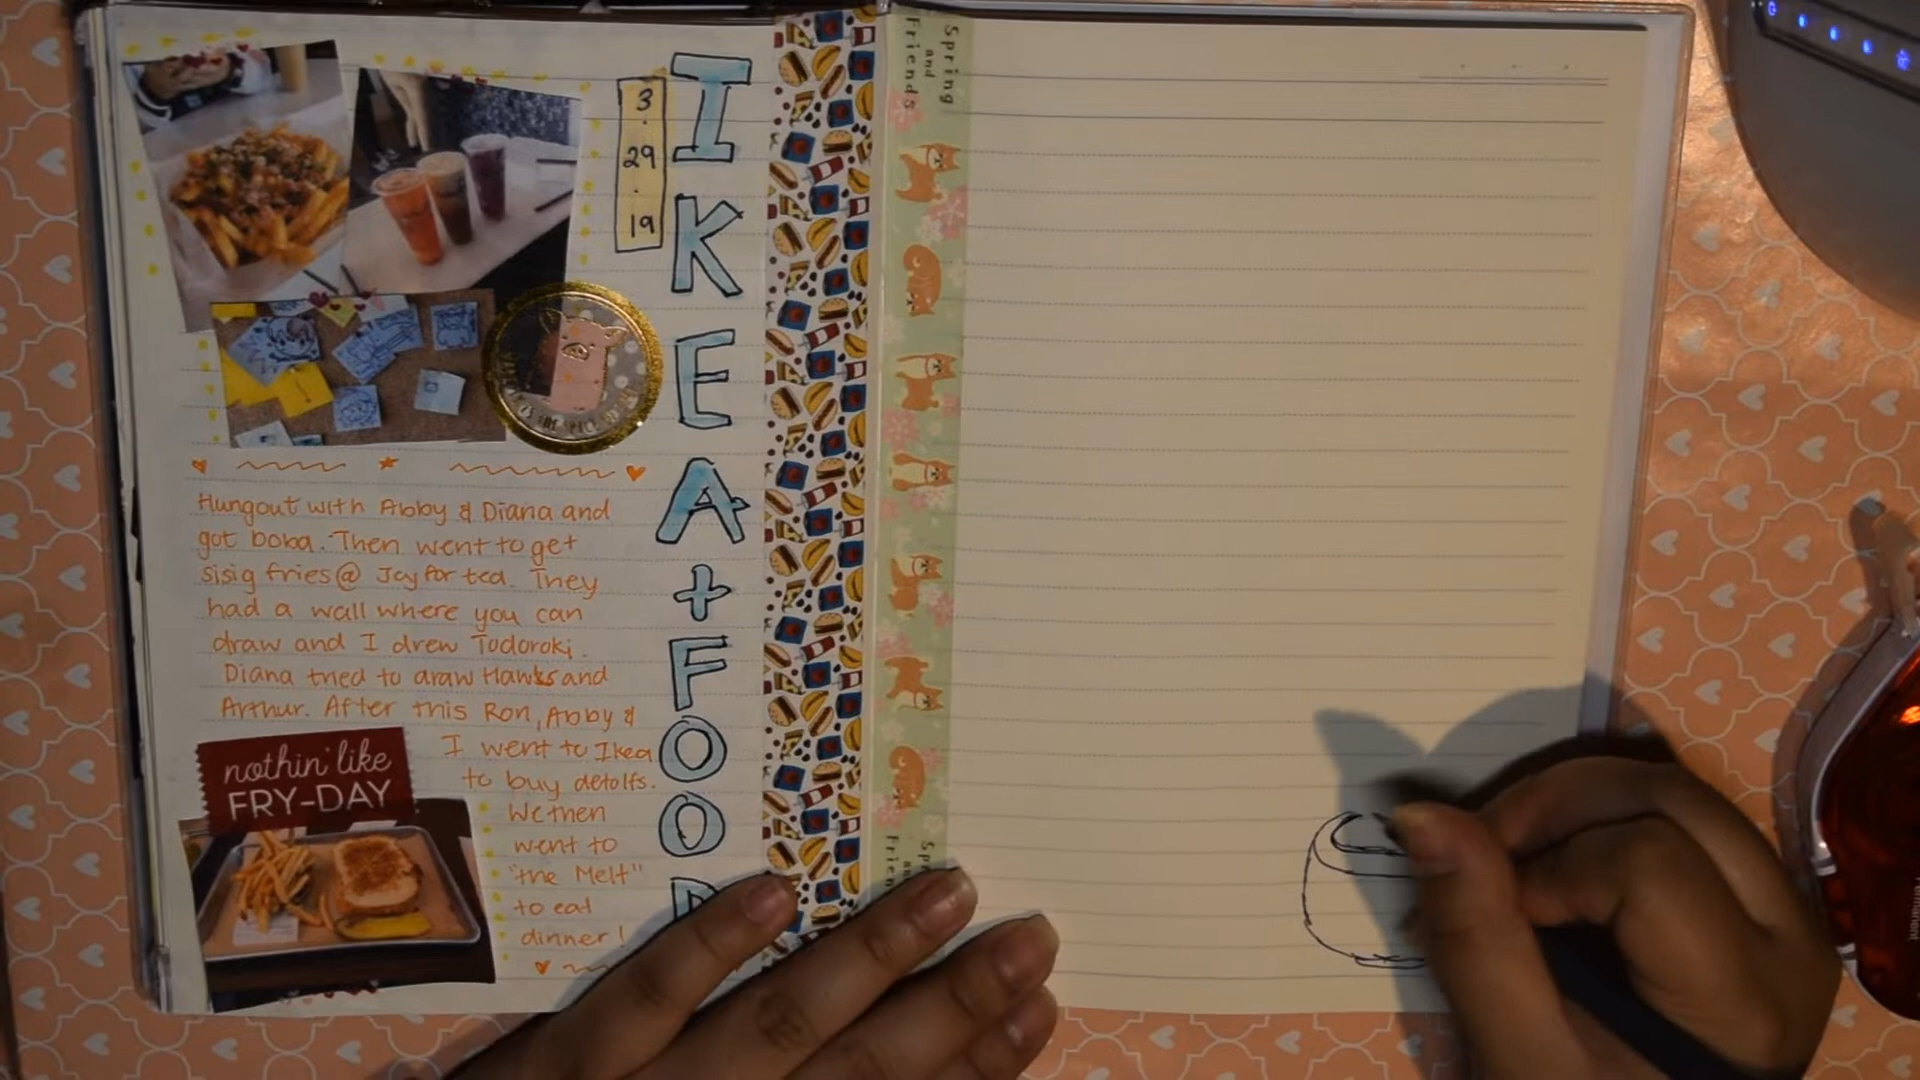 3
.
29
.
19
IKEA+FOOD
Spring
and
Friends
Hungout with Abby & Diana and
got boba. Then went to get
sisig fries@ Joy for tea. They
had a wall where you can
draw and I drew Todoroki.
Diana tried to draw Hawks and
Arthur. After this Ron, Abby &
I went to Ikea
to buy detolfs.
We then
went to
"the Melt"
to eat
dinner!
nothin' like
FRY-DAY
Permanent